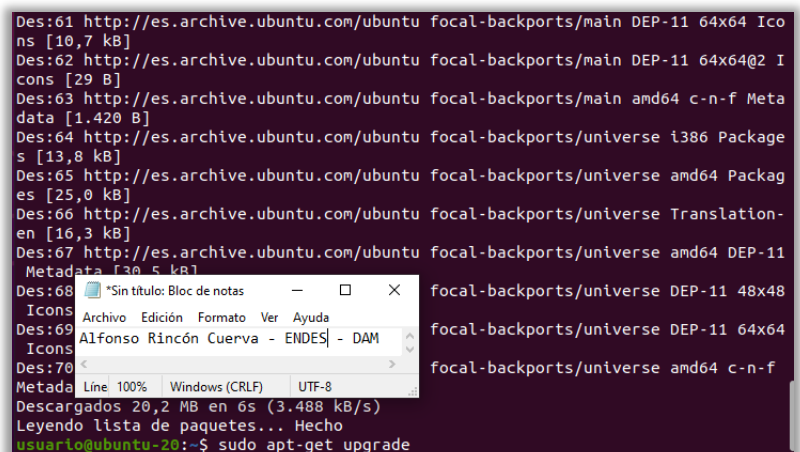 Des:61 http://es.archive.ubuntu.com/ubuntu focal-backports/main DEP-11 64x64 Ico
ns [10,7 kB]
Des:62 http://es.archive.ubuntu.com/ubuntu focal-backports/main DEP-11 64x64@2 I
cons [29 B]
Des:63 http://es.archive.ubuntu.com/ubuntu focal-backports/main amd64 c-n-f Meta
data [1.420 B]
Des:64 http://es.archive.ubuntu.com/ubuntu focal-backports/universe i386 Package
s [13,8 kB]
Des:65 http://es.archive.ubuntu.com/ubuntu focal-backports/universe amd64 Packag
es [25,0 kB]
Des:66 http://es.archive.ubuntu.com/ubuntu focal-backports/universe Translation-
en [16,3 kB]
Des:67 http://es.archive.ubuntu.com/ubuntu focal-backports/universe amd64 DEP-11
Metadata [30,5 kB]
Des:68 focal-backports/universe DEP-11 48x48
Icons
Des:69 focal-backports/universe DEP-11 64x64
Icons
Des:70 focal-backports/universe amd64 c-n-f
Metada
*Sin título: Bloc de notas
Archivo Edición Formato Ver Ayuda
Alfonso Rincón Cuerva - ENDES - DAM
Líne 100% Windows (CRLF) UTF-8
Descargados 20,2 MB en 6s (3.488 kB/s)
Leyendo lista de paquetes... Hecho
usuario@ubuntu-20:~$ sudo apt-get upgrade